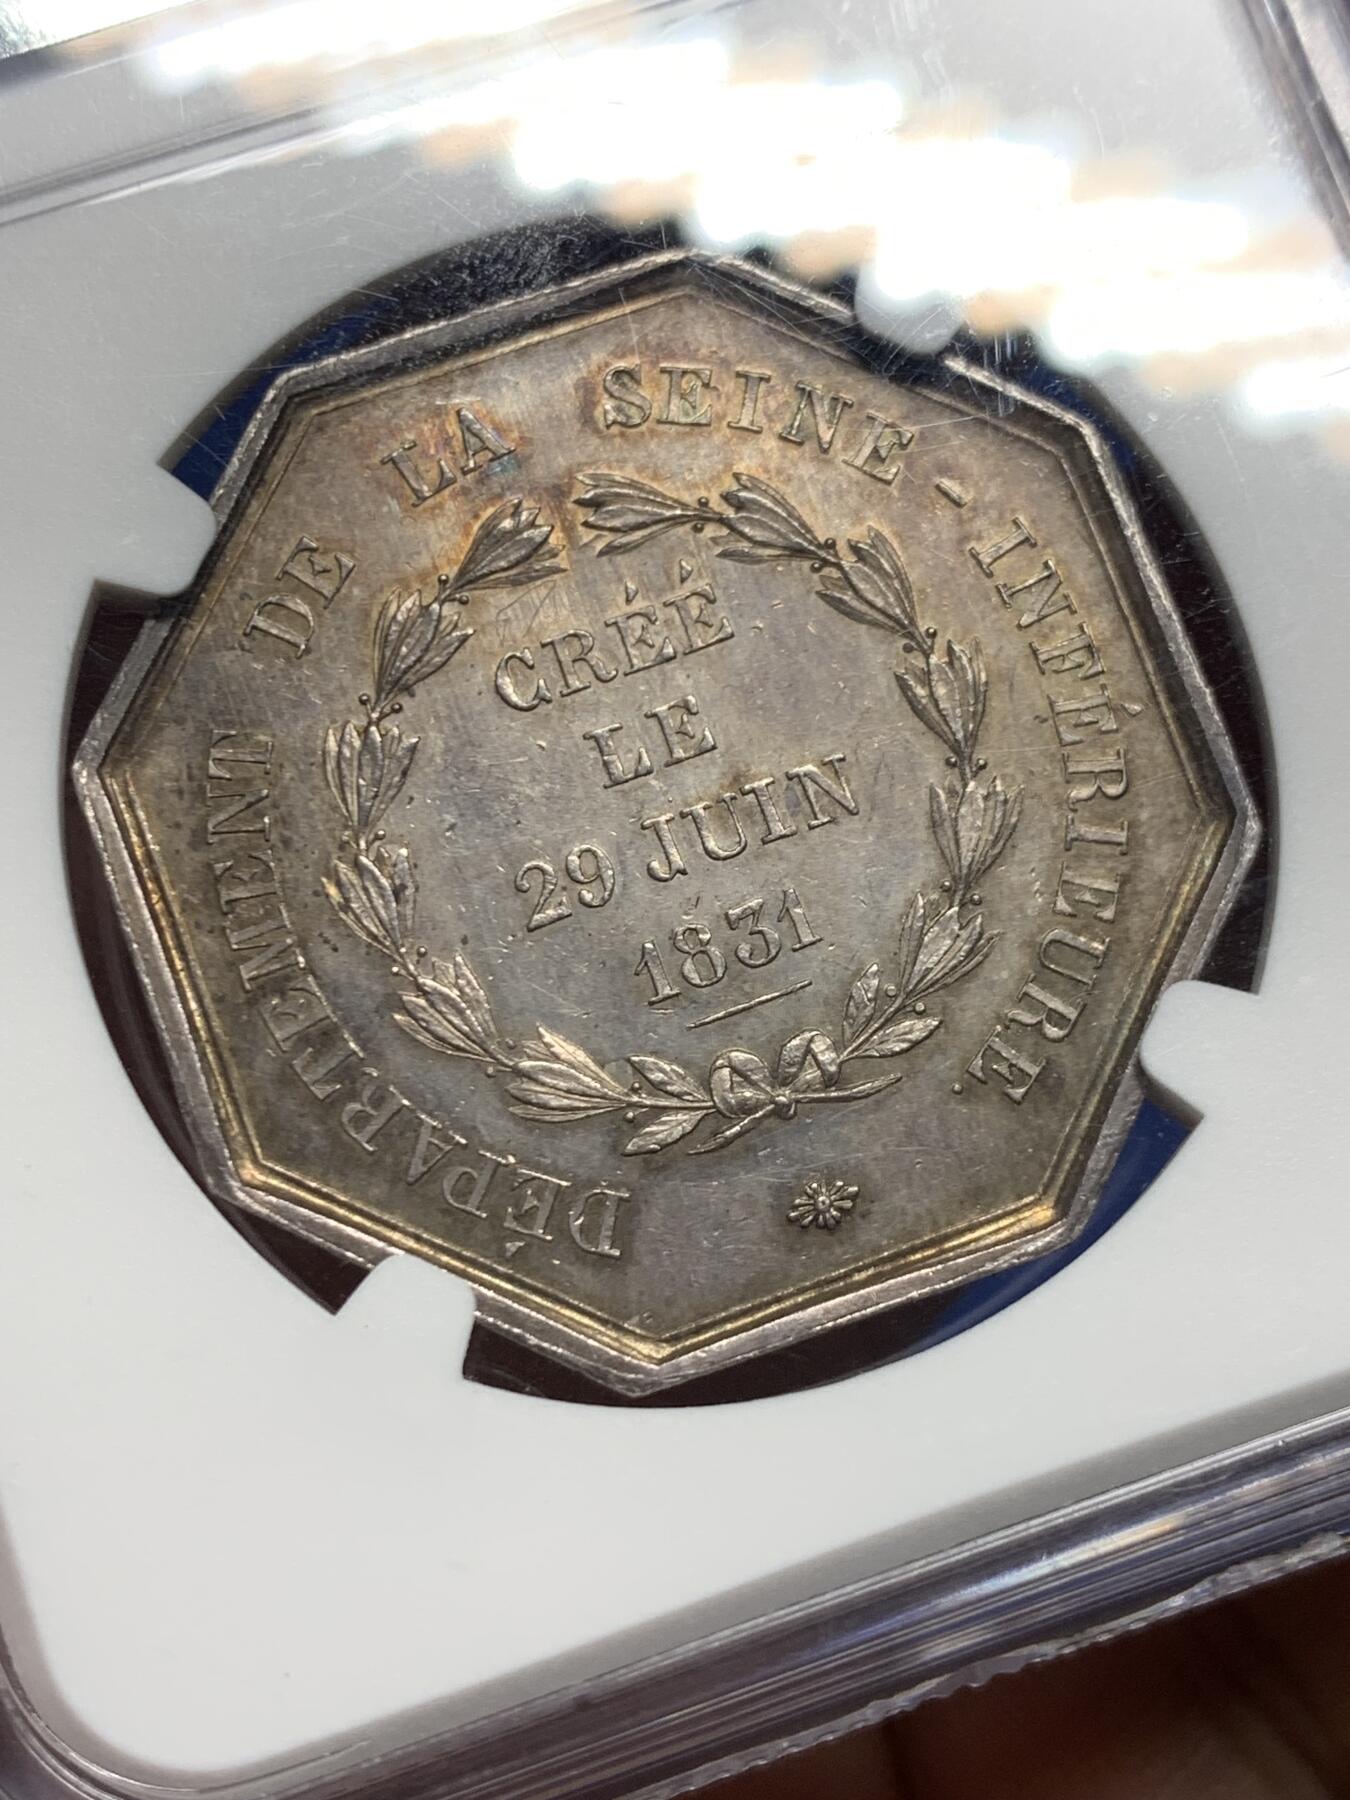 DÉPARTEMENT DE LA SEINE-INFÉRIEURE.
CRÉÉ
LE
29 JUIN
1831